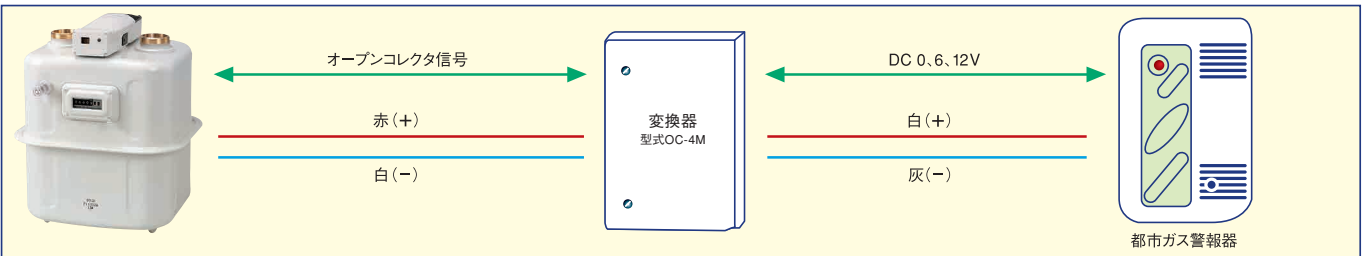 オープンコレクタ信号
赤(+)
白(−)
変換器
型式OC-4M
DC 0、6、12V
白(+)
灰(−)
都市ガス警報器